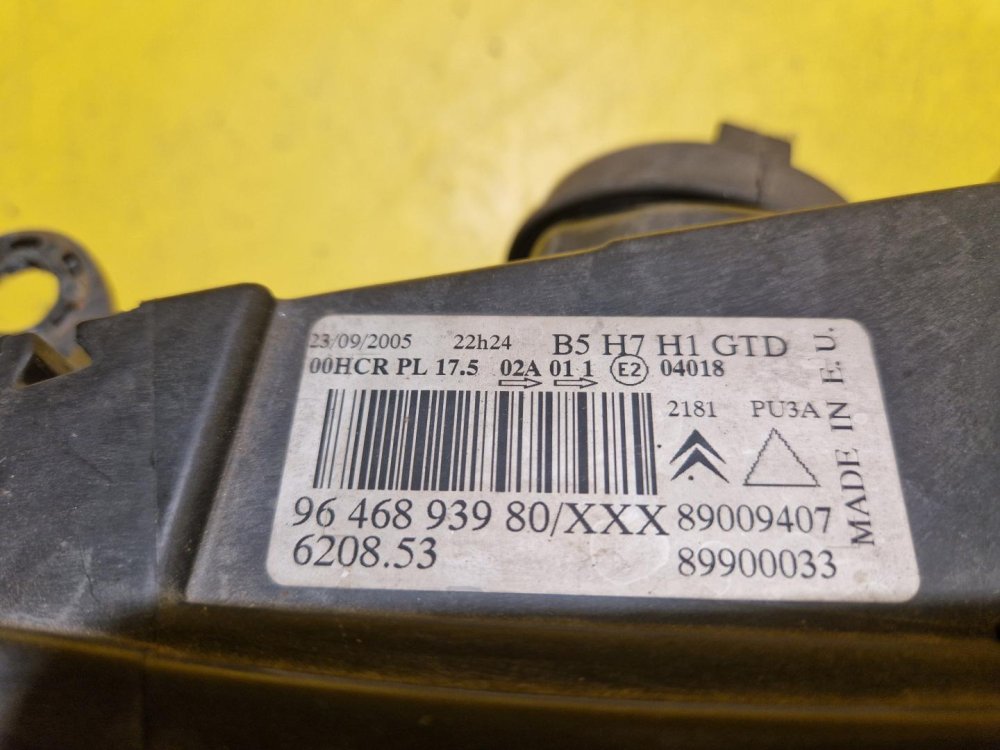 23/09/2005 22h24 B5 H7 H1 GTD
00HCR PL 17.5 02A 01 1 E2 04018
2181 PU3A
96 468 939 80/XXX 89009407
6208.53 89900033
MADE IN E. U.